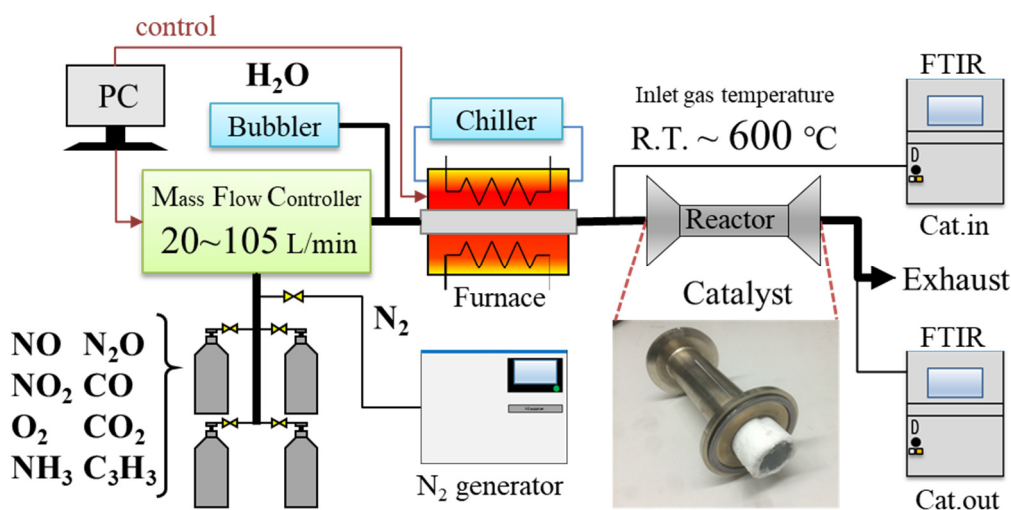 control
PC
H₂O
Bubbler
Chiller
Inlet gas temperature
R.T. ~ 600 °C
FTIR
D
Cat.in
Mass Flow Controller
20~105 L/min
Reactor
Furnace
Catalyst
Exhaust
N₂
NO N₂O
NO₂ CO
O₂ CO₂
NH₃ C₃H₃
N₂ generator
FTIR
D
Cat.out